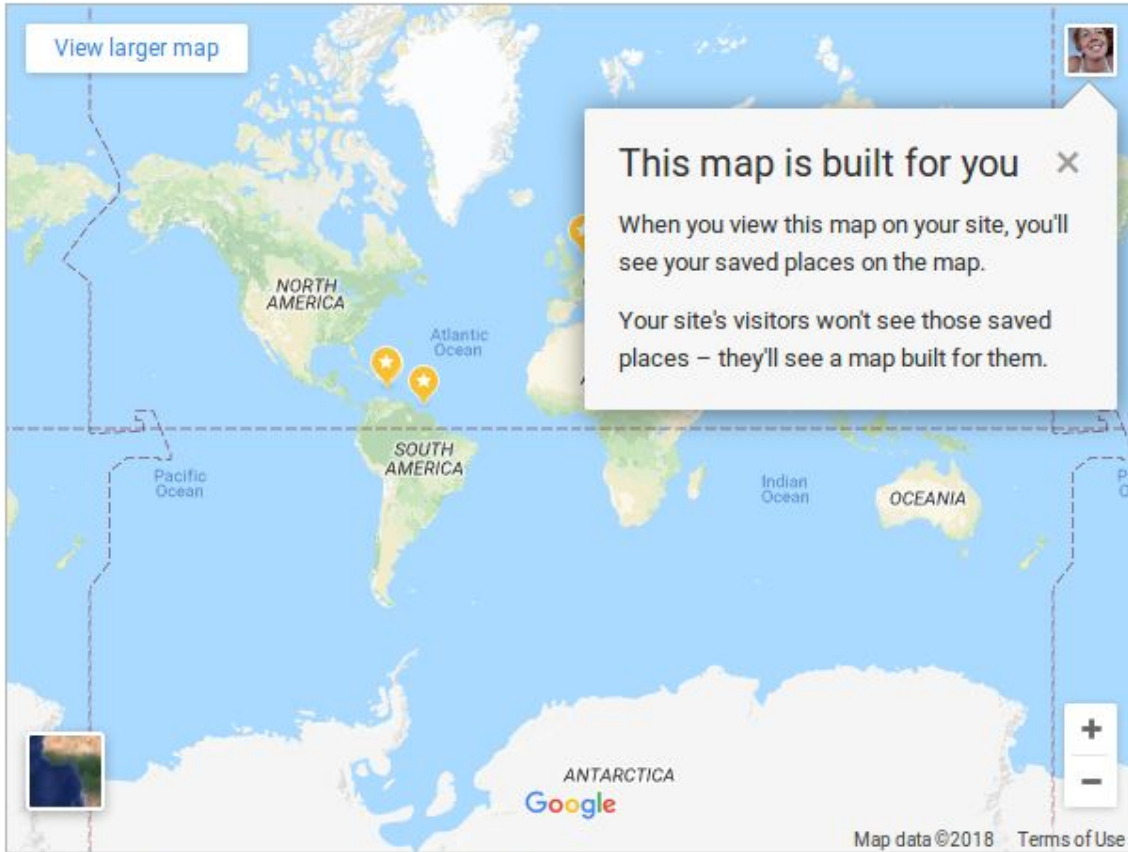 View larger map
This map is built for you
When you view this map on your site, you'll
see your saved places on the map.
Your site's visitors won't see those saved
places – they'll see a map built for them.
NORTH
AMERICA
Atlantic
Ocean
SOUTH
AMERICA
Pacific
Ocean
Indian
Ocean
OCEANIA
ANTARCTICA
Google
Map data ©2018 Terms of Use